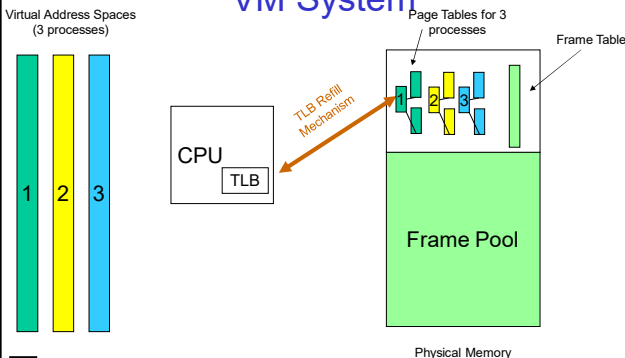 VM System
Virtual Address Spaces
(3 processes)
Page Tables for 3
processes
Frame Table
TLB Refill
Mechanism
CPU
TLB
1
2
3
1
2
3
Frame Pool
Physical Memory